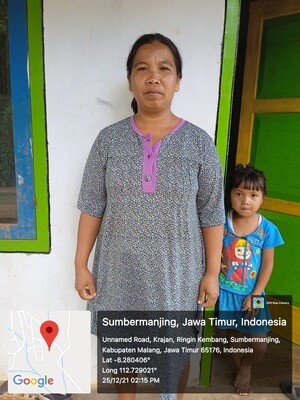 GPS Map Camera
Sumbermanjing, Jawa Timur, Indonesia
Unnamed Road, Krajan, Ringin Kembang, Sumbermanjing,
Kabupaten Malang, Jawa Timur 65176, Indonesia
Lat -8.280406°
Long 112.729021°
25/12/21 02:15 PM
Google